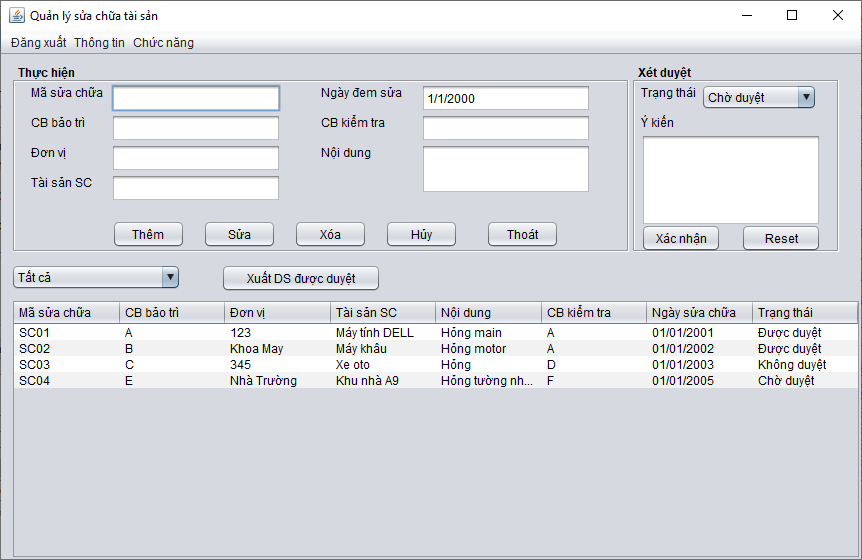 Quản lý sửa chữa tài sản
Đăng xuất Thông tin Chức năng
Thực hiện
Mã sửa chữa
Ngày đem sửa
1/1/2000
CB bảo trì
CB kiểm tra
Đơn vị
Nội dung
Tài sản SC
Thêm Sửa Xóa Hủy Thoát
Xét duyệt
Trạng thái
Chờ duyệt
Ý kiến
Xác nhận Reset
Tất cả
Xuất DS được duyệt
Mã sửa chữa CB bảo trì Đơn vị Tài sản SC Nội dung CB kiểm tra Ngày sửa chữa Trạng thái
SC01 A 123 Máy tính DELL Hỏng main A 01/01/2001 Được duyệt
SC02 B Khoa May Máy khâu Hỏng motor A 01/01/2002 Được duyệt
SC03 C 345 Xe oto Hỏng D 01/01/2003 Không duyệt
SC04 E Nhà Trường Khu nhà A9 Hỏng tường nh... F 01/01/2005 Chờ duyệt